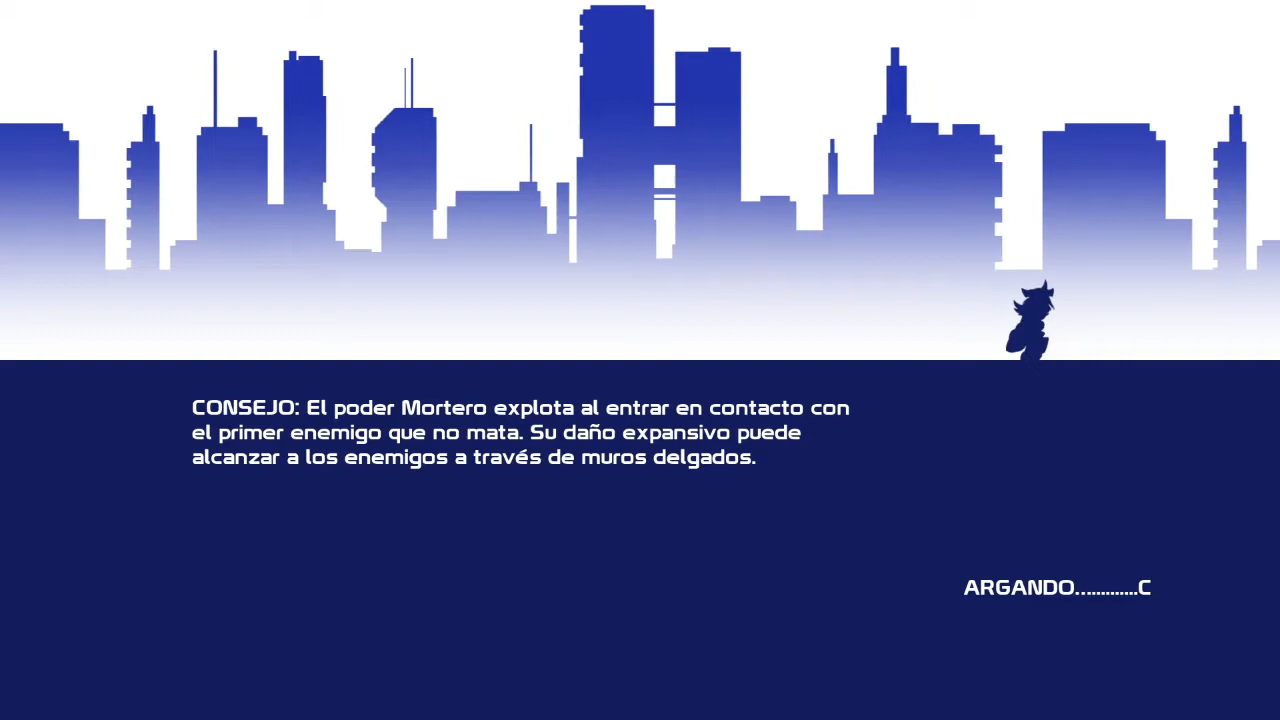 CONSEJO: El poder Mortero explota al entrar en contacto con
el primer enemigo que no mata. Su daño expansivo puede
alcanzar a los enemigos a través de muros delgados.
ARGANDO............C